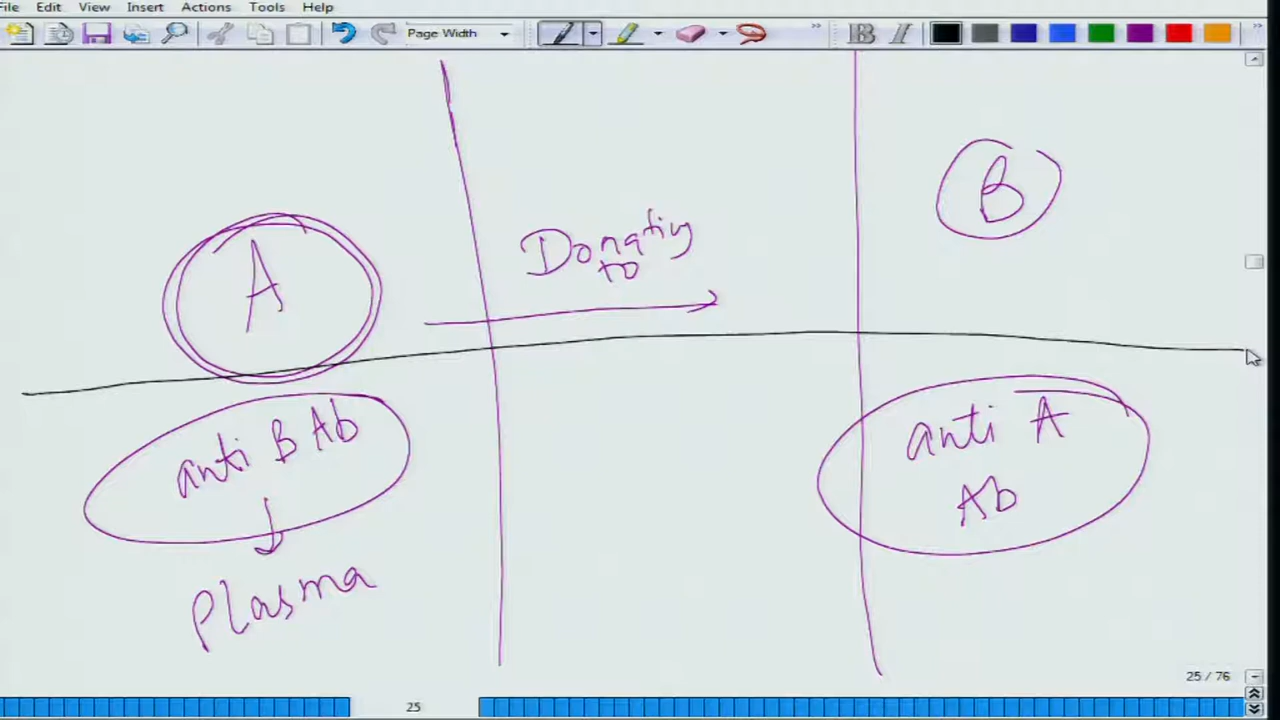 File Edit View Insert Actions Tools Help
Page Width
B I
A
Donating
to
B
anti B Ab
Plasma
anti A
Ab
25 / 76
25